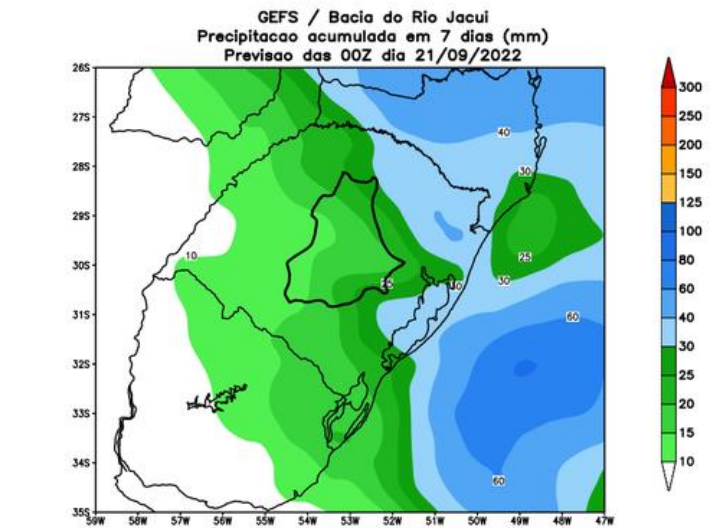 GEFS / Bacia do Rio Jacui
Precipitacao acumulada em 7 dias (mm)
Previsao das 00Z dia 21/09/2022
26S
27S
28S
29S
30S
31S
32S
33S
34S
35S
59W 58W 57W 56W 55W 54W 53W 52W 51W 50W 49W 48W 47W
40
30
10
25
30
60
60
300
250
200
150
125
100
80
60
40
30
25
20
15
10